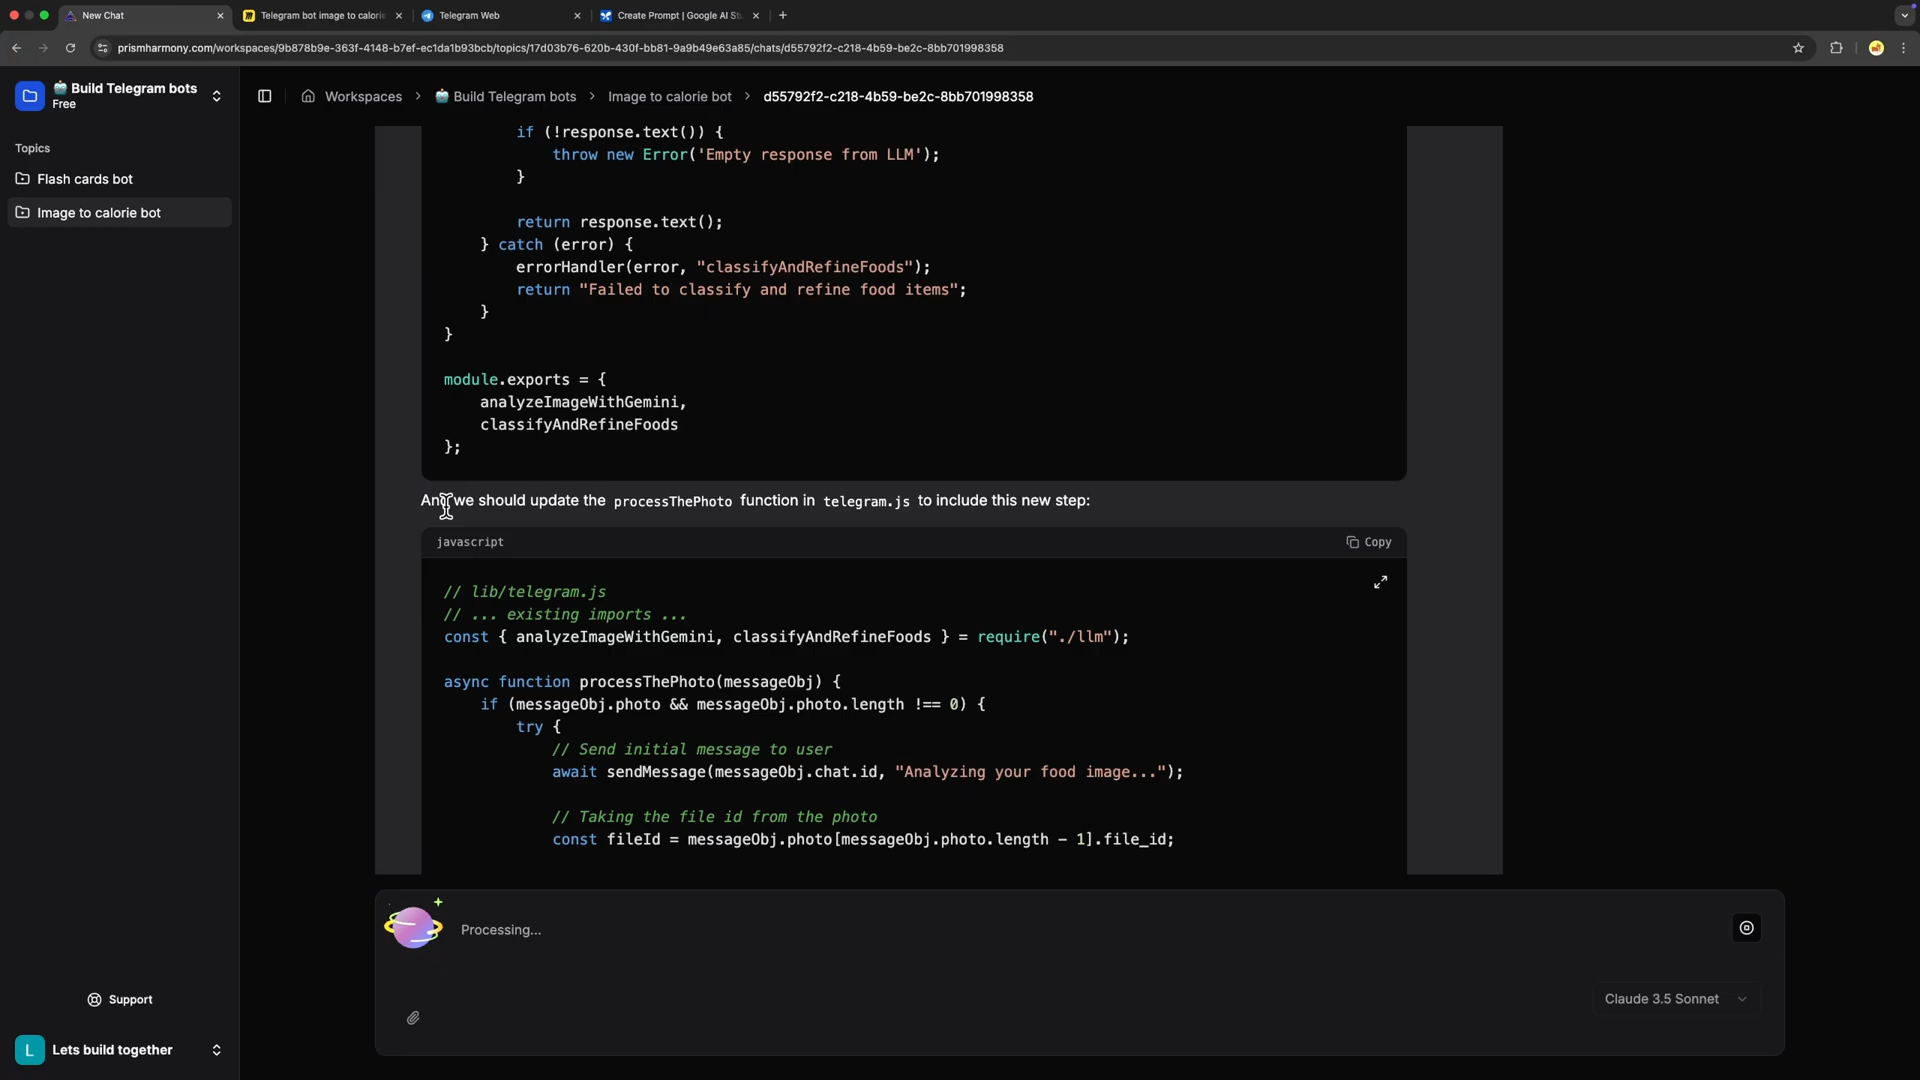 New Chat
Telegram bot image to calorie
Telegram Web
Create Prompt | Google AI St
prismharmony.com/workspaces/9b878b9e-363f-4148-b7ef-ec1da1b93bcb/topics/17d03b76-620b-430f-bb81-9a9b49e63a85/chats/d55792f2-c218-4b59-be2c-8bb701998358
Build Telegram bots
Free
Workspaces > Build Telegram bots > Image to calorie bot > d55792f2-c218-4b59-be2c-8bb701998358
Topics
Flash cards bot
Image to calorie bot
if (!response.text()) {
throw new Error('Empty response from LLM');
}
return response.text();
} catch (error) {
errorHandler(error, "classifyAndRefineFoods");
return "Failed to classify and refine food items";
}
}
module.exports = {
analyzeImageWithGemini,
classifyAndRefineFoods
};
And we should update the processThePhoto function in telegram.js to include this new step:
javascript
Copy
// lib/telegram.js
// ... existing imports ...
const { analyzeImageWithGemini, classifyAndRefineFoods } = require("./llm");
async function processThePhoto(messageObj) {
if (messageObj.photo && messageObj.photo.length !== 0) {
try {
// Send initial message to user
await sendMessage(messageObj.chat.id, "Analyzing your food image...");
// Taking the file id from the photo
const fileId = messageObj.photo[messageObj.photo.length - 1].file_id;
Processing...
Claude 3.5 Sonnet
Support
L
Lets build together